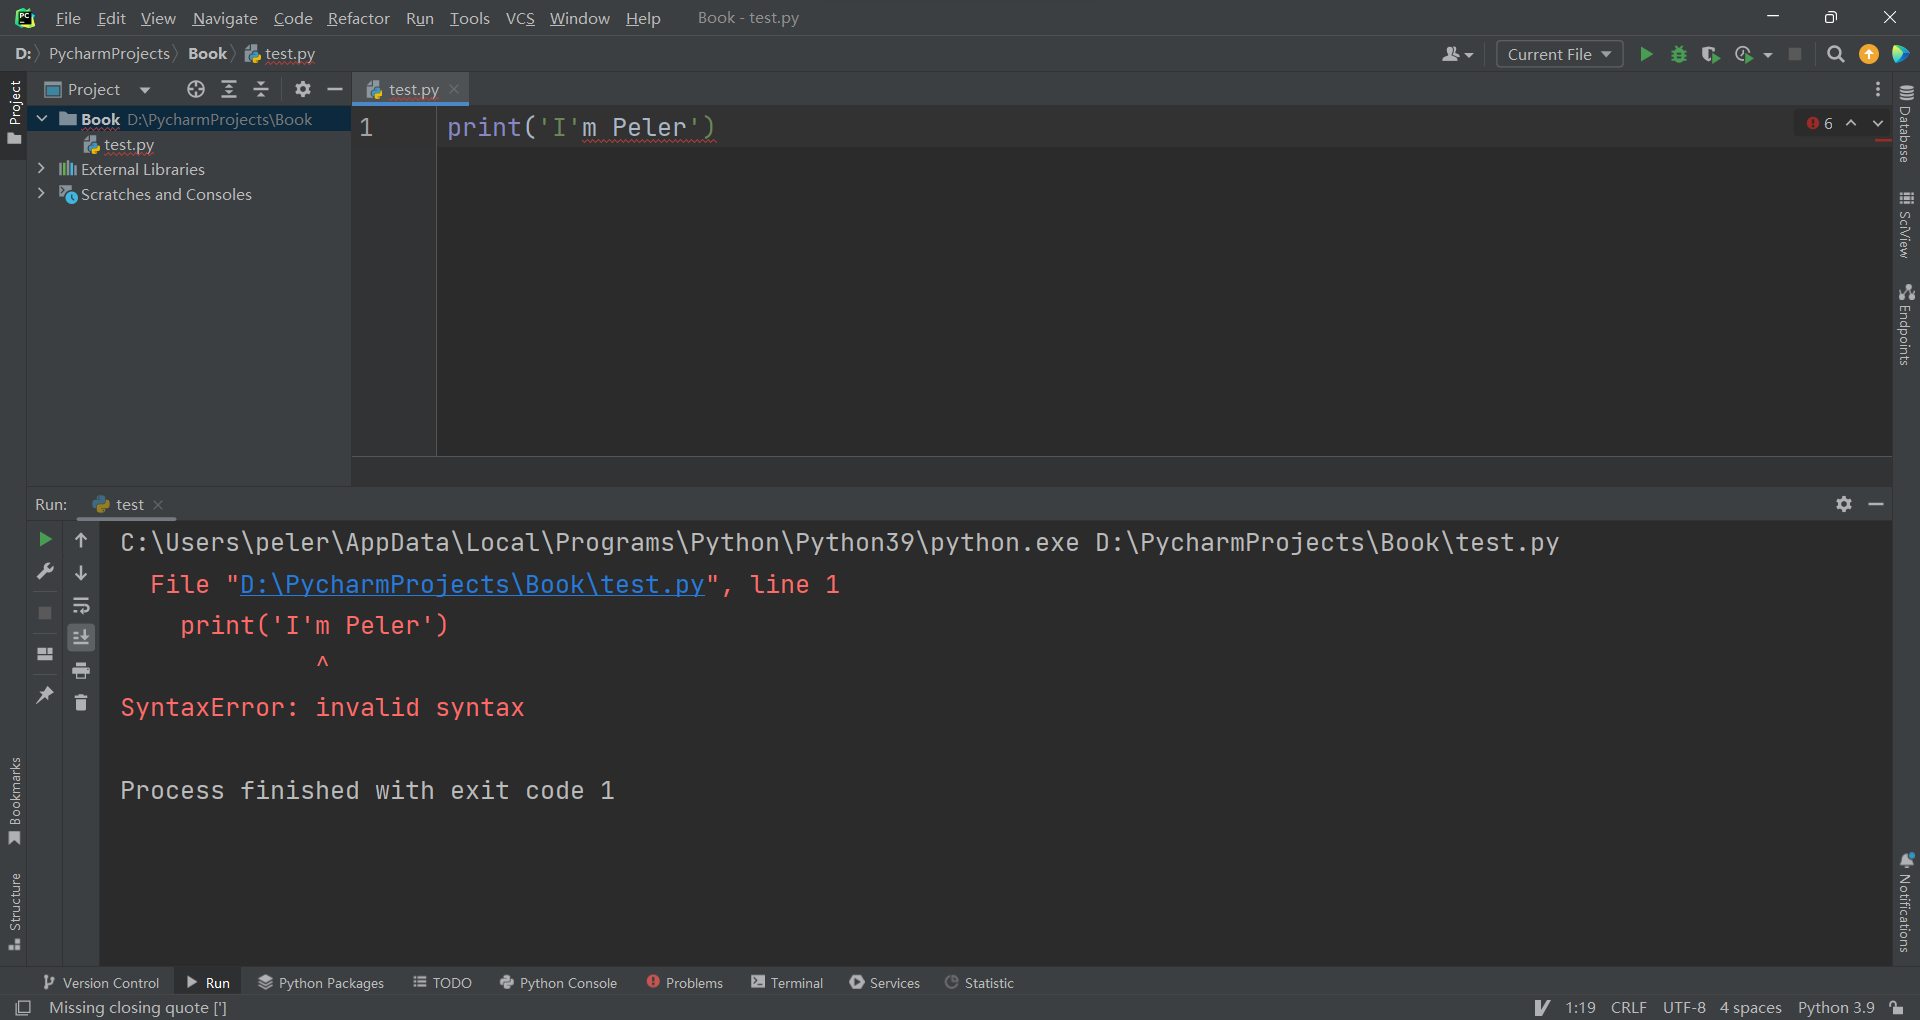 PC File Edit View Navigate Code Refactor Run Tools VCS Window Help Book - test.py
D: PycharmProjects Book test.py Current File
Project test.py
Project
Book D:\PycharmProjects\Book
test.py
External Libraries
Scratches and Consoles
1 print('I'm Peler')
6
Database
SciView
Endpoints
Run: test
C:\Users\peler\AppData\Local\Programs\Python\Python39\python.exe D:\PycharmProjects\Book\test.py
File "D:\PycharmProjects\Book\test.py", line 1
print('I'm Peler')
^
SyntaxError: invalid syntax
Process finished with exit code 1
Bookmarks
Structure
Notifications
Version Control Run Python Packages TODO Python Console Problems Terminal Services Statistic
Missing closing quote ['] 1:19 CRLF UTF-8 4 spaces Python 3.9